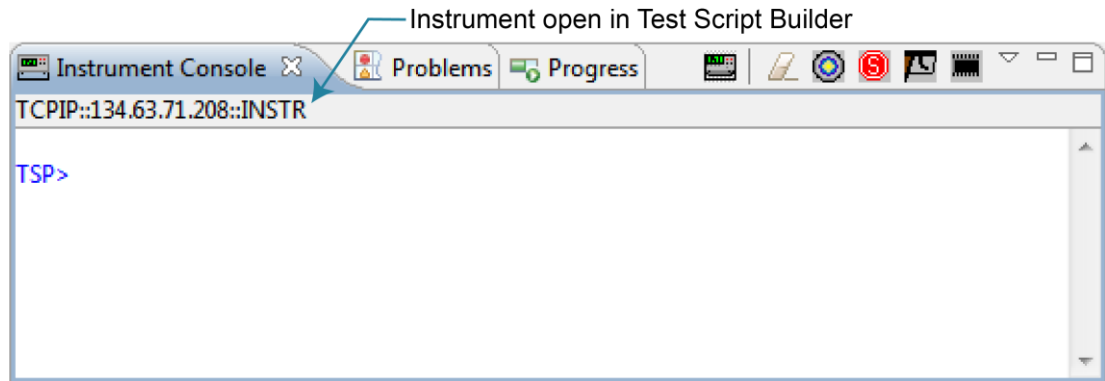 Instrument open in Test Script Builder
Instrument Console Problems Progress
TCPIP::134.63.71.208::INSTR
TSP>